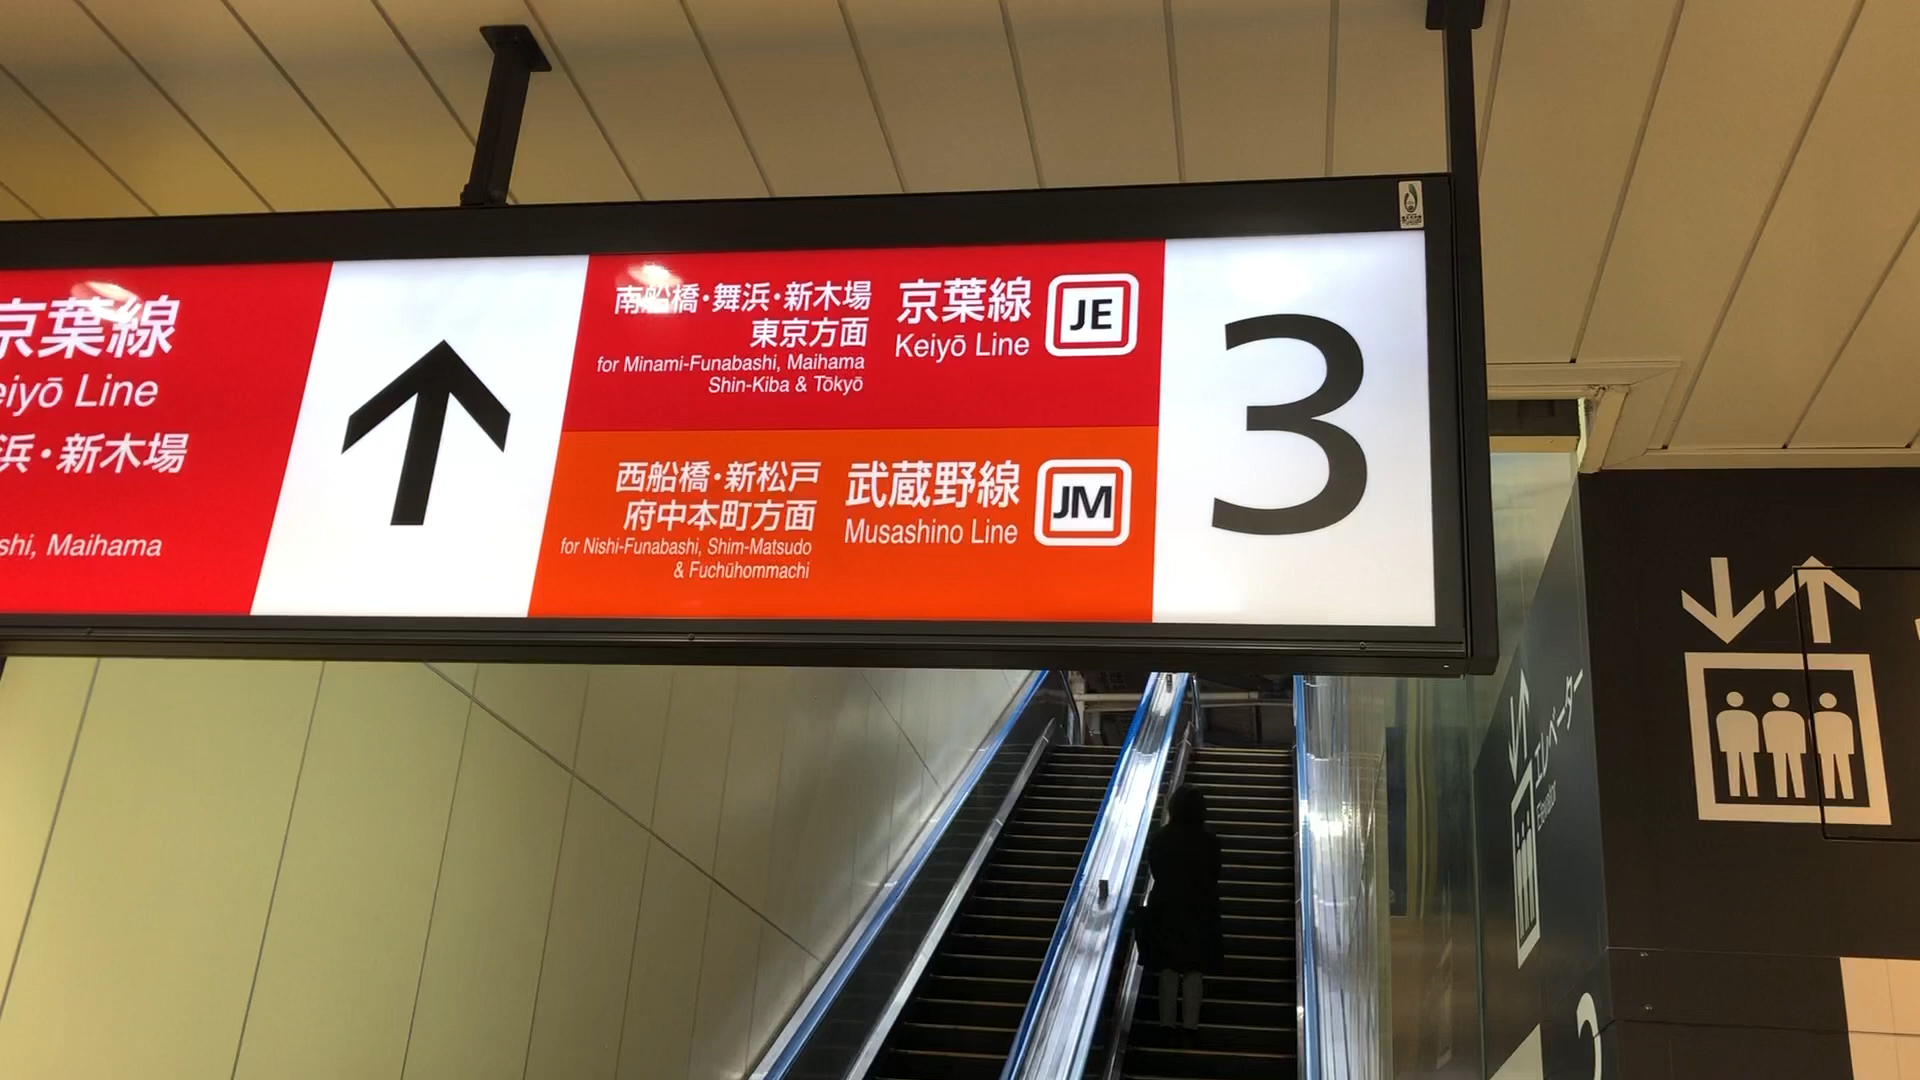 京葉線
eiyō Line
浜・新木場
shi, Maihama
南船橋・舞浜・新木場
東京方面
for Minami-Funabashi, Maihama
Shin-Kiba & Tōkyō
京葉線
Keiyō Line
JE
西船橋・新松戸
府中本町方面
for Nishi-Funabashi, Shim-Matsudo
& Fuchūhommachi
武蔵野線
Musashino Line
JM
3
エレベーター
Elevator